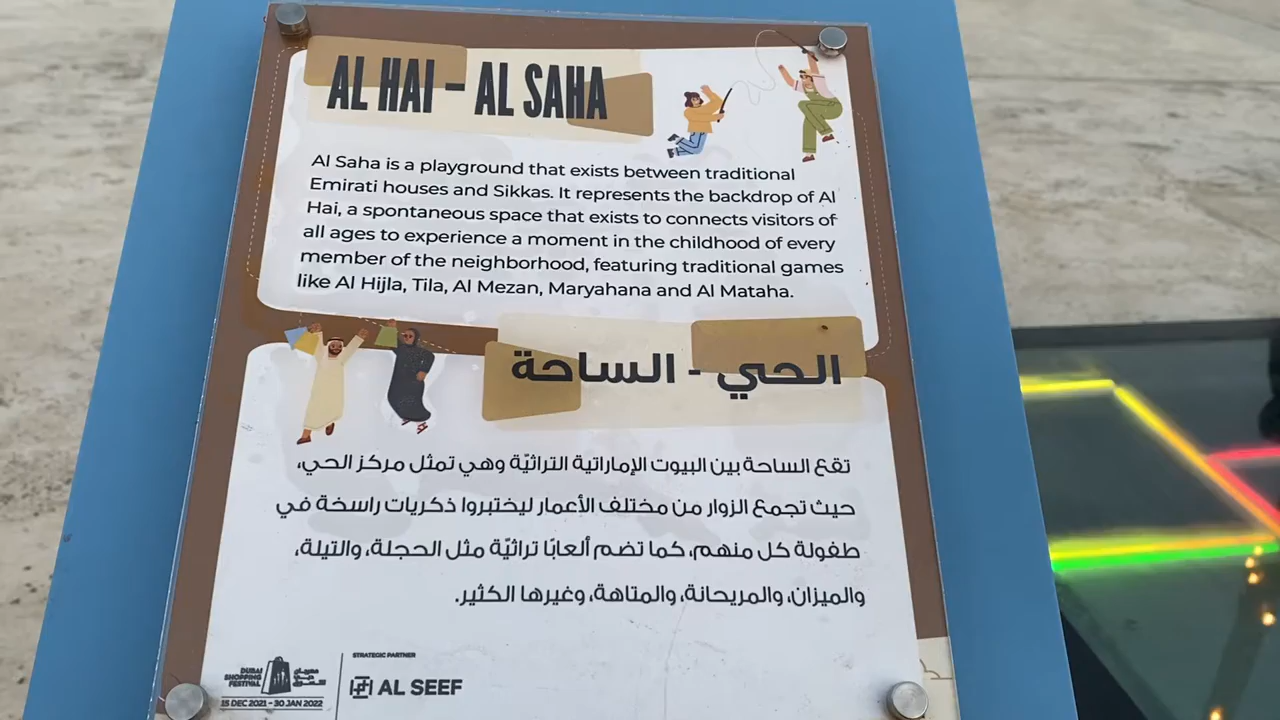 AL HAI – AL SAHA
Al Saha is a playground that exists between traditional
Emirati houses and Sikkas. It represents the backdrop of Al
Hai, a spontaneous space that exists to connects visitors of
all ages to experience a moment in the childhood of every
member of the neighborhood, featuring traditional games
like Al Hijla, Tila, Al Mezan, Maryahana and Al Mataha.
الحي - الساحة
تقع الساحة بين البيوت الإماراتية التراثيّة وهي تمثل مركز الحي،
حيث تجمع الزوار من مختلف الأعمار ليختبروا ذكريات راسخة في
طفولة كل منهم، كما تضم ألعابًا تراثيّة مثل الحجلة، والتيلة،
والميزان، والمريحانة، والمتاهة، وغيرها الكثير.
DUBAI
SHOPPING
FESTIVAL
مهرجان
دبي
للتسوق
15 DEC 2021 - 30 JAN 2022
STRATEGIC PARTNER
AL SEEF